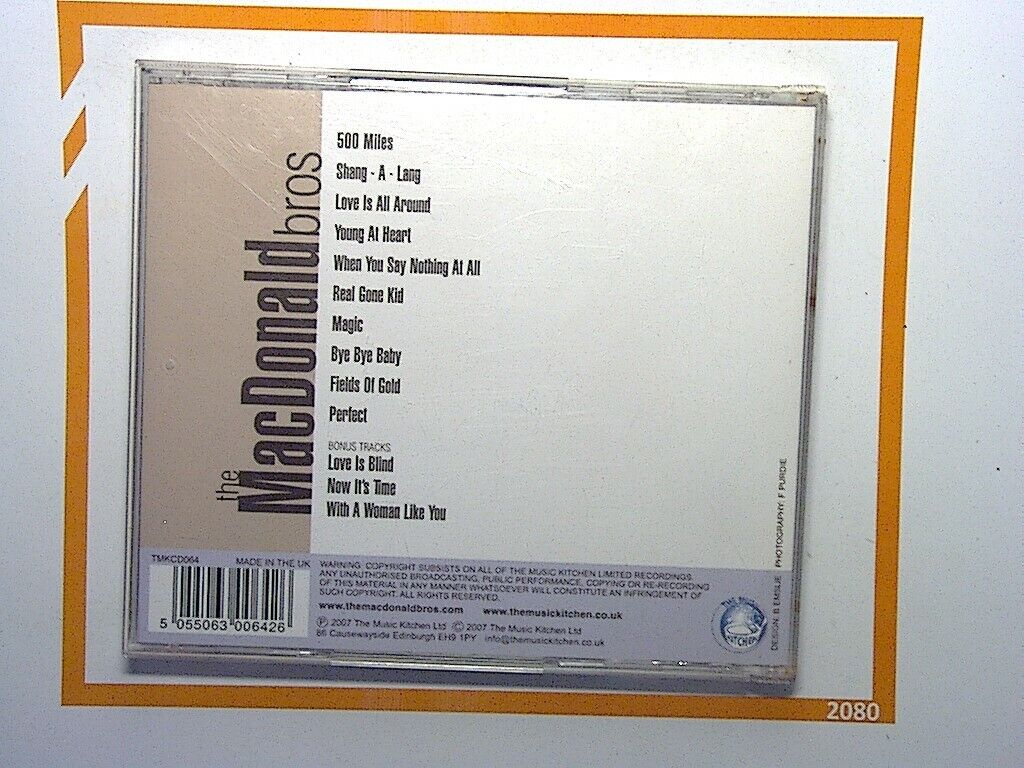 the MacDonald bros
500 Miles
Shang - A - Lang
Love Is All Around
Young At Heart
When You Say Nothing At All
Real Gone Kid
Magic
Bye Bye Baby
Fields Of Gold
Perfect
BONUS TRACKS
Love Is Blind
Now It's Time
With A Woman Like You
TMKCD064 MADE IN THE UK
5 055063 006426
WARNING. COPYRIGHT SUBSISTS ON ALL OF THE MUSIC KITCHEN LIMITED RECORDINGS.
ANY UNAUTHORISED BROADCASTING, PUBLIC PERFORMANCE, COPYING OR RE-RECORDING
OF THIS MATERIAL IN ANY MANNER WHATSOEVER WILL CONSTITUTE AN INFRINGEMENT OF
SUCH COPYRIGHT. ALL RIGHTS RESERVED.
www.themacdonaldbros.com www.themusickitchen.co.uk
℗ 2007 The Music Kitchen Ltd © 2007 The Music Kitchen Ltd
86 Causewayside Edinburgh EH9 1PY info@themusickitchen.co.uk
DESIGN: B EMSLIE PHOTOGRAPHY: F PURDIE
2080